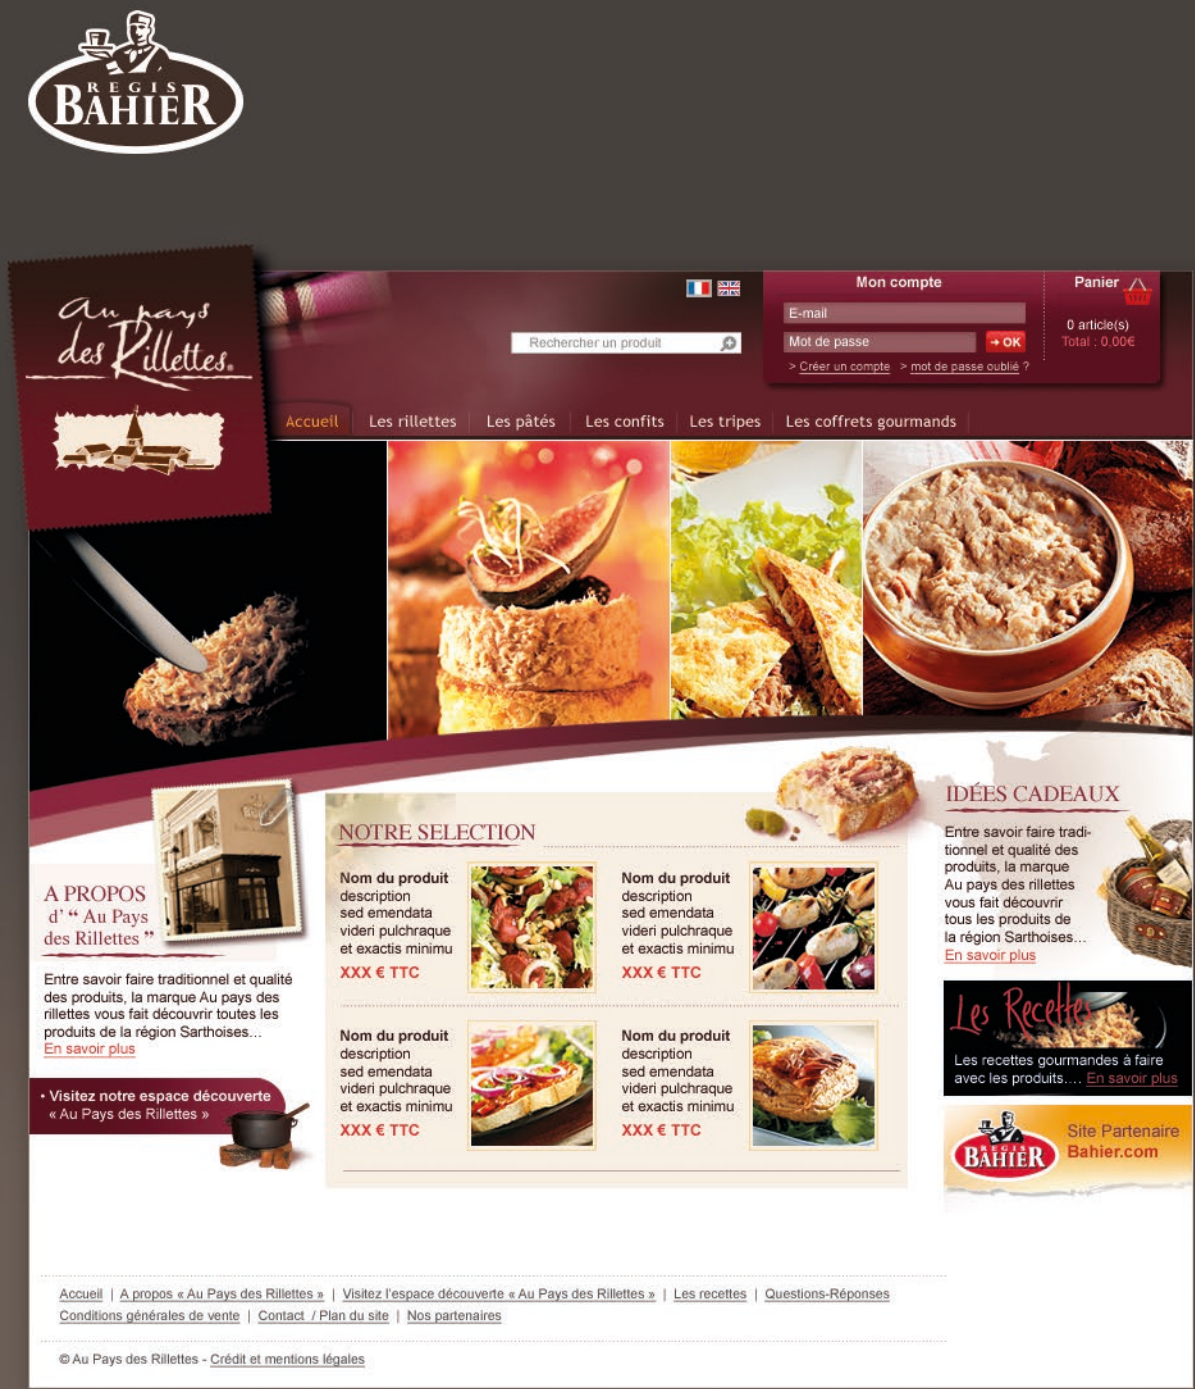 REGIS
BAHIER
Au pays
des Rillettes®
Rechercher un produit
Mon compte
E-mail
Mot de passe
→ OK
> Créer un compte > mot de passe oublié ?
Panier
0 article(s)
Total : 0,00€
Accueil
Les rillettes
Les pâtés
Les confits
Les tripes
Les coffrets gourmands
A PROPOS
d’ “ Au Pays
des Rillettes ”
Entre savoir faire traditionnel et qualité
des produits, la marque Au pays des
rillettes vous fait découvrir toutes les
produits de la région Sarthoises...
En savoir plus
• Visitez notre espace découverte
« Au Pays des Rillettes »
NOTRE SELECTION
Nom du produit
description
sed emendata
videri pulchraque
et exactis minimu
XXX € TTC
Nom du produit
description
sed emendata
videri pulchraque
et exactis minimu
XXX € TTC
Nom du produit
description
sed emendata
videri pulchraque
et exactis minimu
XXX € TTC
Nom du produit
description
sed emendata
videri pulchraque
et exactis minimu
XXX € TTC
IDÉES CADEAUX
Entre savoir faire tradi-
tionnel et qualité des
produits, la marque
Au pays des rillettes
vous fait découvrir
tous les produits de
la région Sarthoises...
En savoir plus
Les Recettes
Les recettes gourmandes à faire
avec les produits.... En savoir plus
REGIS
BAHIER
Site Partenaire
Bahier.com
Accueil | A propos « Au Pays des Rillettes » | Visitez l'espace découverte « Au Pays des Rillettes » | Les recettes | Questions-Réponses
Conditions générales de vente | Contact / Plan du site | Nos partenaires
© Au Pays des Rillettes - Crédit et mentions légales